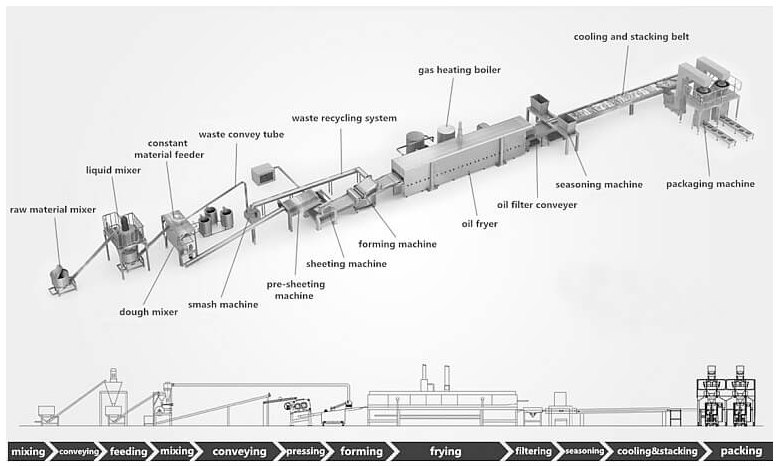 cooling and stacking belt
gas heating boiler
waste recycling system
waste convey tube
constant
material feeder
liquid mixer
raw material mixer
seasoning machine
packaging machine
oil filter conveyer
oil fryer
forming machine
sheeting machine
pre-sheeting
machine
smash machine
dough mixer
mixing conveying feeding mixing conveying pressing forming frying filtering seasoning cooling&stacking packing